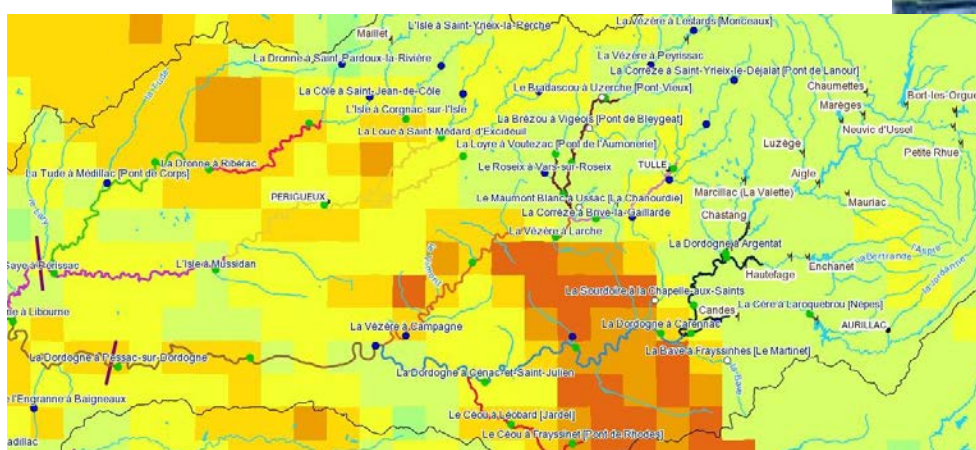 L'Isle à Saint-Yrieix-la-Perche
La Vézère à Lestards [Monceaux]
Maillet
La Dronne à Saint-Pardoux-la-Rivière
La Vézère à Peyrissac
La Corrèze à Saint-Yrieix-le-Déjalat [Pont de Lanour]
La Côle à Saint-Jean-de-Côle
Le Bradascou à Uzerche [Pont-Vieux]
Chaumettes
Bort-les-Orgue
L'Isle à Corgnac-sur-l'Isle
Marèges
La Brézou à Vigeois [Pont de Bleygeat]
Neuvic d'Ussel
La Loue à Saint-Médard-d'Excideuil
La Loyre à Voutezac [Pont de l'Aumonerie]
Luzège
Petite Rhue
La Dronne à Ribérac
Le Roseix à Vars-sur-Roseix
TULLE
La Tude à Médillac [Pont de Corps]
Aigle
PERIGUEUX
Le Maumont Blanc à Ussac [La Chanourdie]
Marcillac (La Valette)
Mauriac
La Corrèze à Brive-la-Gaillarde
Chastang
La Vézère à Larche
La Dordogne à Argentat
Saye à Périssac
L'Isle à Mussidan
Hautefage
Enchanet
La Sourdoire à la Chapelle-aux-Saints
ne à Libourne
Candes
La Cère à Laroquebrou [Nèpes]
La Vézère à Campagne
La Dordogne à Carennac
AURILLAC
La Dordogne à Pessac-sur-Dordogne
La Bave à Frayssinhes [Le Martinet]
La Dordogne à Cénac-et-Saint-Julien
e l'Engranne à Baigneaux
Le Céou à Léobard [Jardel]
adillac
Le Céou à Frayssinet [Pont de Rhodes]